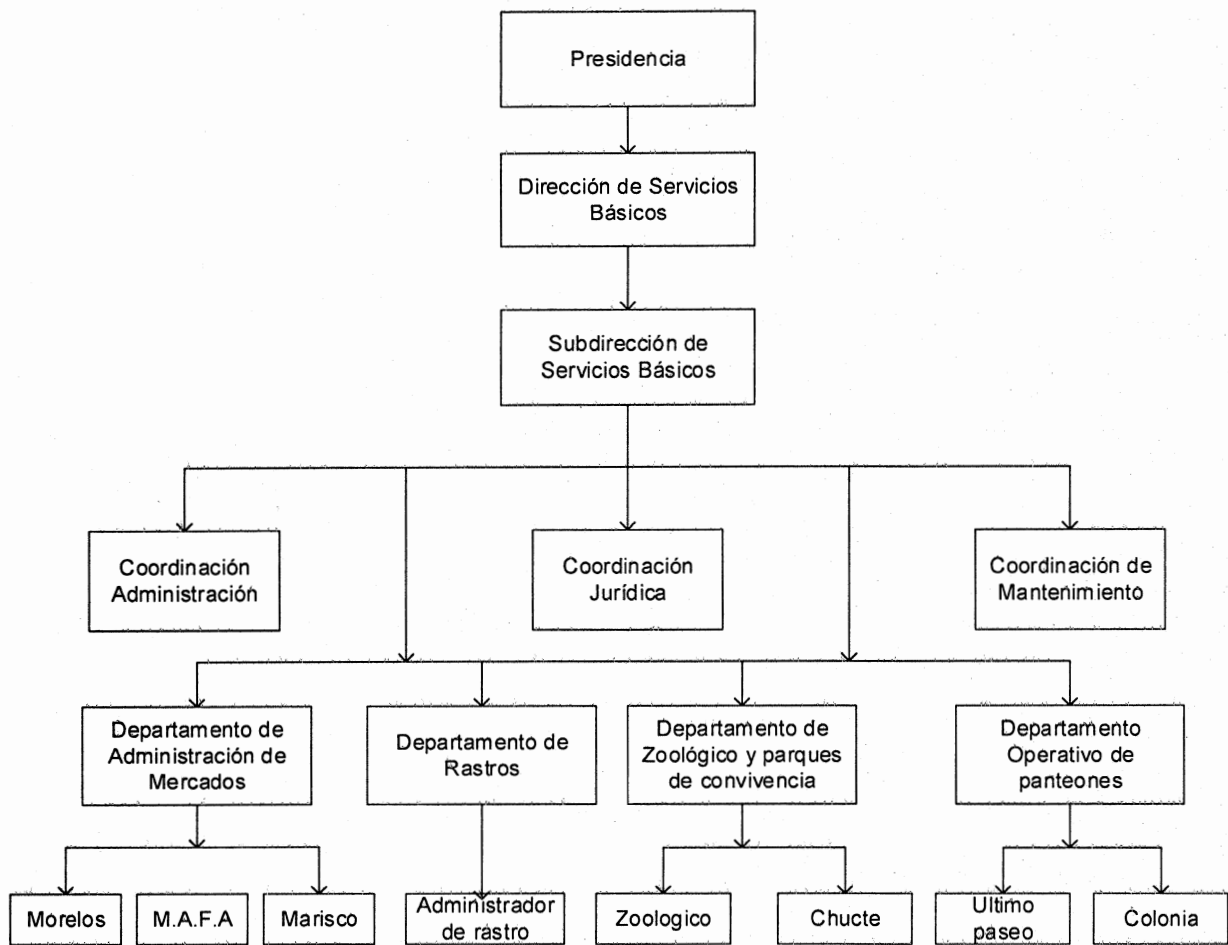 Presidencia
Dirección de Servicios
Básicos
Subdirección de
Servicios Básicos
Coordinación
Administración
Coordinación
Jurídica
Coordinación de
Mantenimiento
Departamento de
Administración de
Mercados
Departamento de
Rastros
Departamento de
Zoológico y parques
de convivencia
Departamento
Operativo de
panteones
Morelos
M.A.F.A
Marisco
Administrador
de rastro
Zoologico
Chucte
Ultimo
paseo
Colonia